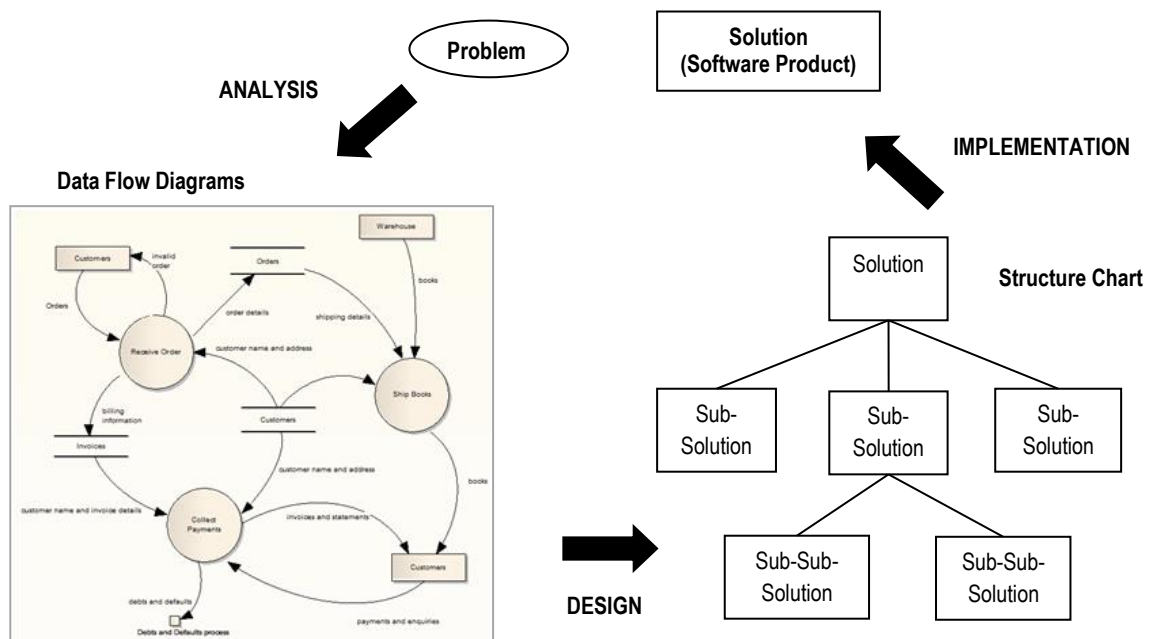 Problem
Solution
(Software Product)
ANALYSIS
IMPLEMENTATION
Data Flow Diagrams
Warehouse
Customers
invalid
order
Orders
books
Orders
order details
shipping details
Receive Order
customer name and address
Ship Books
billing
information
Customers
Invoices
customer name and address
books
customer name and invoice details
Collect
Payments
invoices and statements
Customers
debts and defaults
payments and enquiries
Debts and Defaults process
DESIGN
Solution
Structure Chart
Sub-
Solution
Sub-
Solution
Sub-
Solution
Sub-Sub-
Solution
Sub-Sub-
Solution